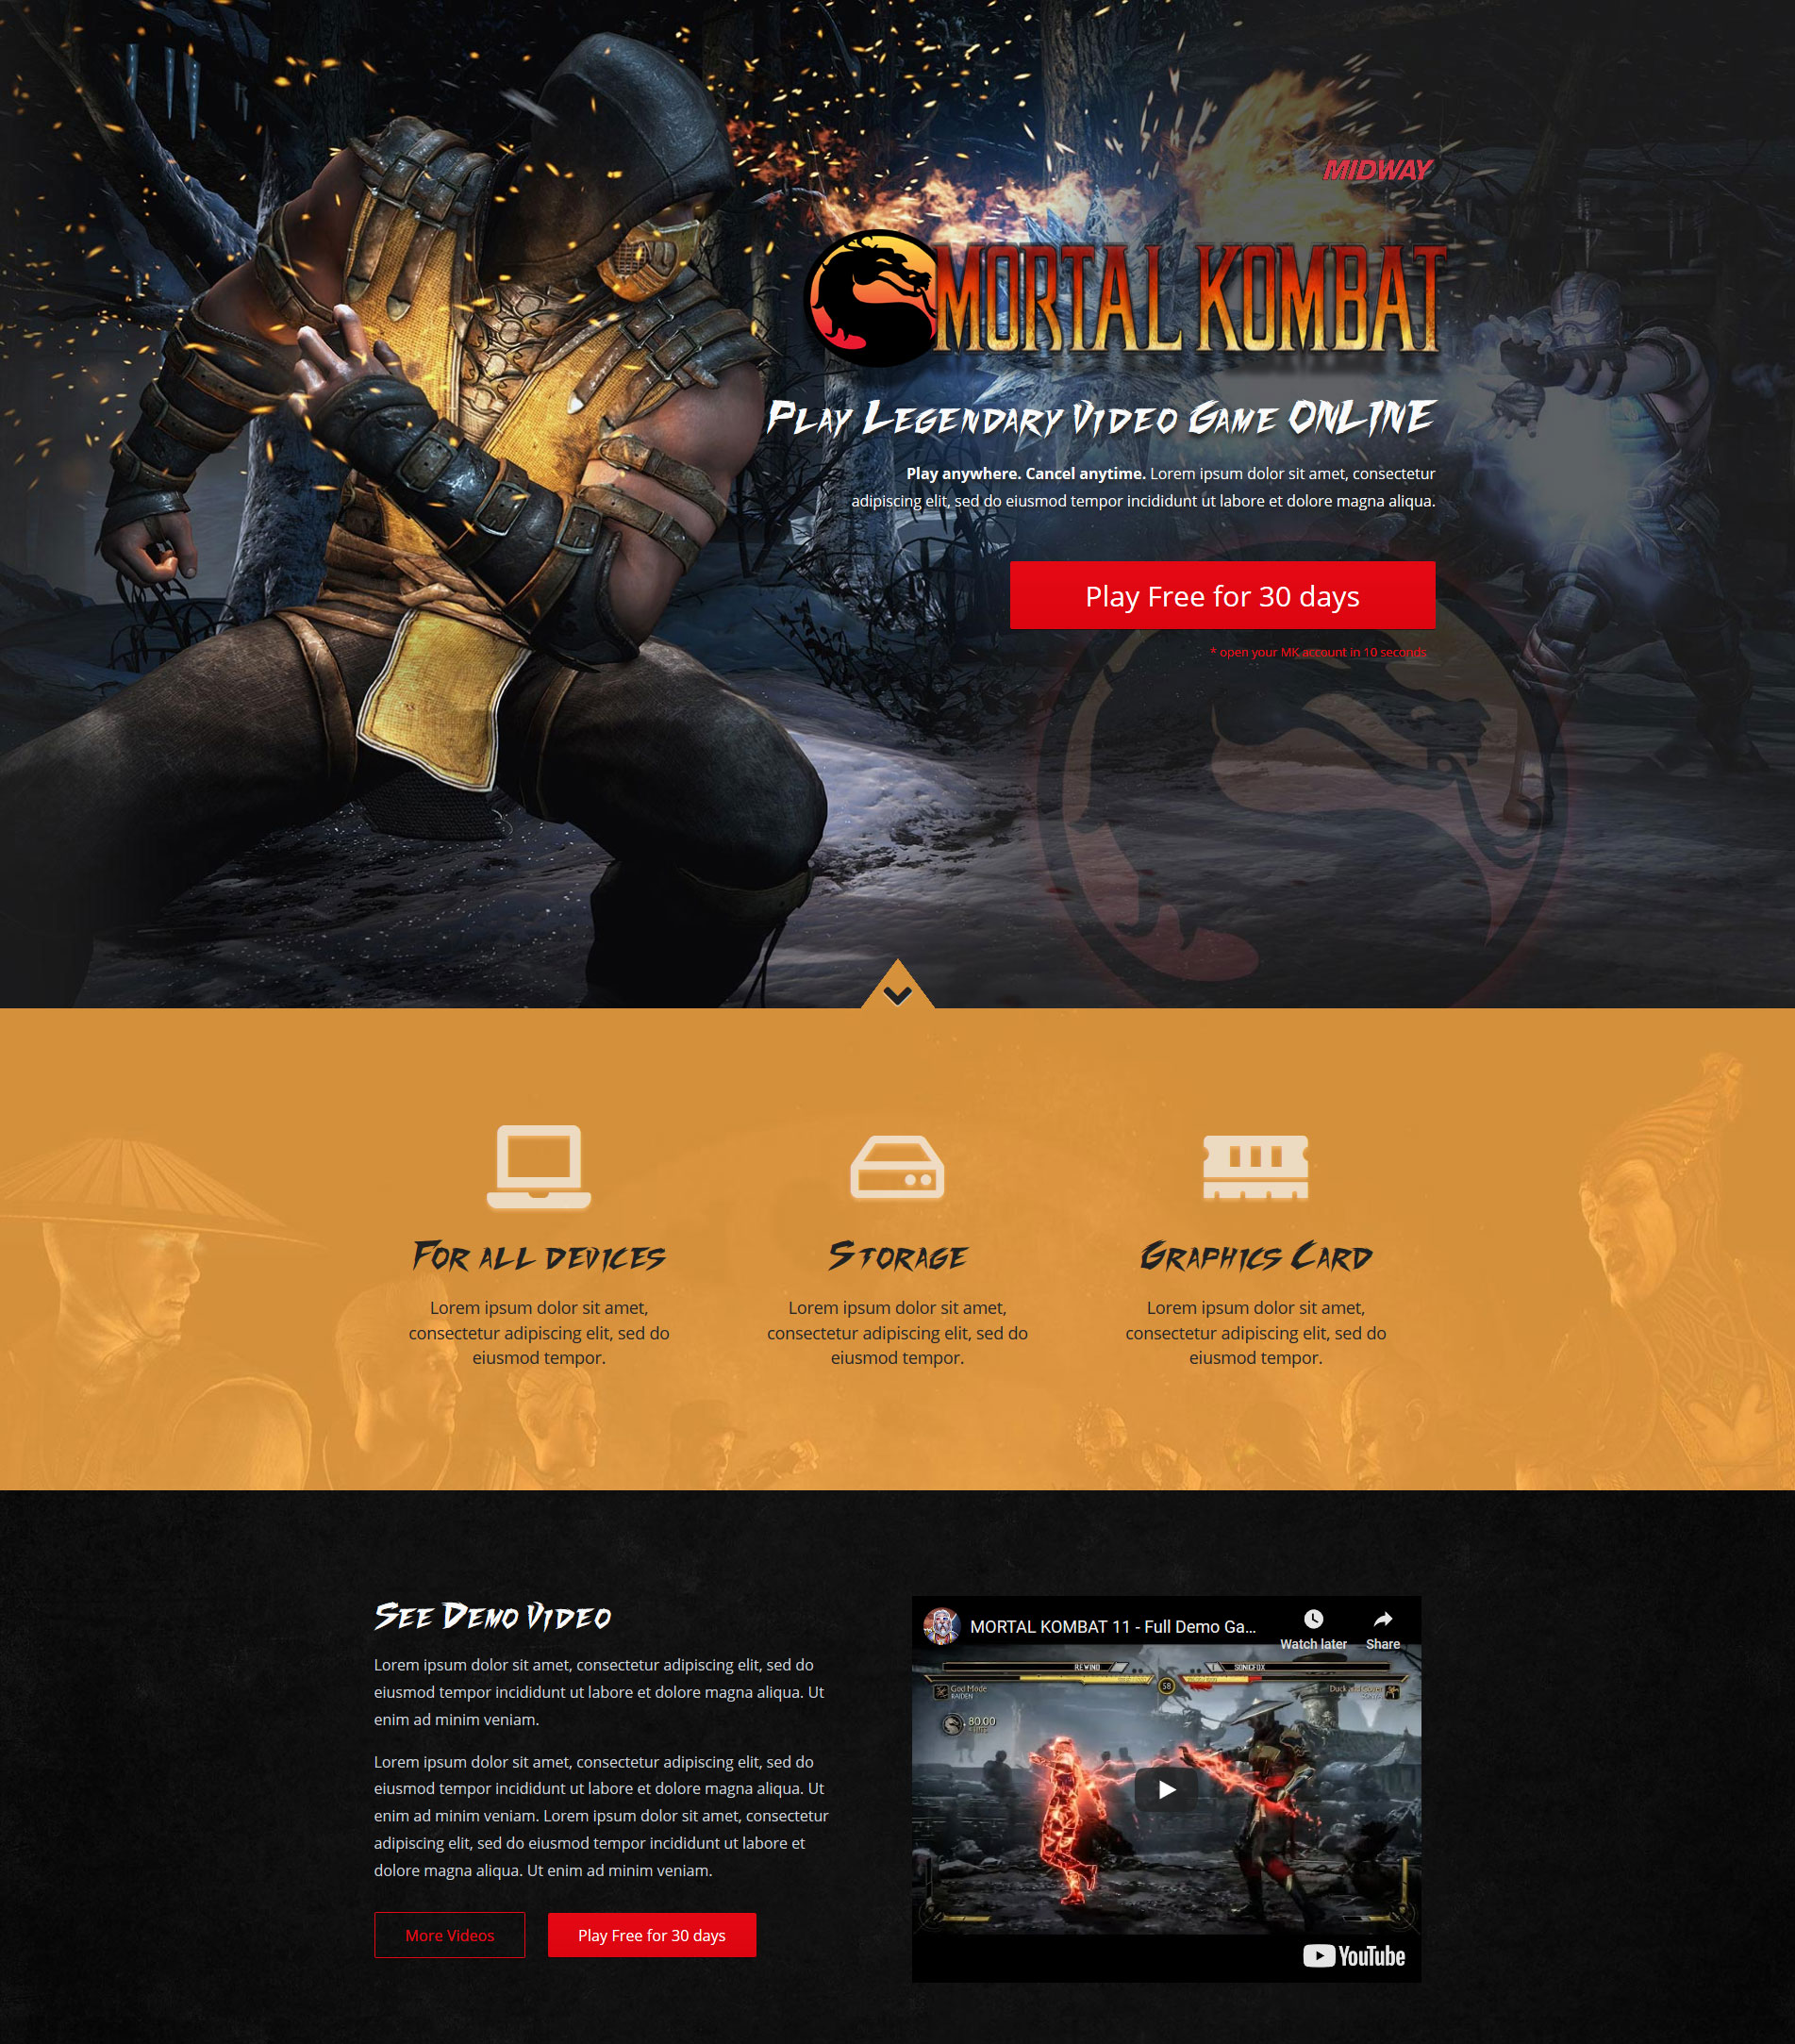 MIDWAY
MORTAL KOMBAT
Play Legendary Video Game ONLINE
Play anywhere. Cancel anytime. Lorem ipsum dolor sit amet, consectetur
adipiscing elit, sed do eiusmod tempor incididunt ut labore et dolore magna aliqua.
Play Free for 30 days
* open your MK account in 10 seconds
For all devices
Lorem ipsum dolor sit amet,
consectetur adipiscing elit, sed do
eiusmod tempor.
Storage
Lorem ipsum dolor sit amet,
consectetur adipiscing elit, sed do
eiusmod tempor.
Graphics Card
Lorem ipsum dolor sit amet,
consectetur adipiscing elit, sed do
eiusmod tempor.
See Demo Video
Lorem ipsum dolor sit amet, consectetur adipiscing elit, sed do
eiusmod tempor incididunt ut labore et dolore magna aliqua. Ut
enim ad minim veniam.
Lorem ipsum dolor sit amet, consectetur adipiscing elit, sed do
eiusmod tempor incididunt ut labore et dolore magna aliqua. Ut
enim ad minim veniam. Lorem ipsum dolor sit amet, consectetur
adipiscing elit, sed do eiusmod tempor incididunt ut labore et
dolore magna aliqua. Ut enim ad minim veniam.
More Videos
Play Free for 30 days
MORTAL KOMBAT 11 - Full Demo Ga...
Watch later
Share
REWIND
SONICFOX
58
God Mode
RAIDEN
80.00
YouTube